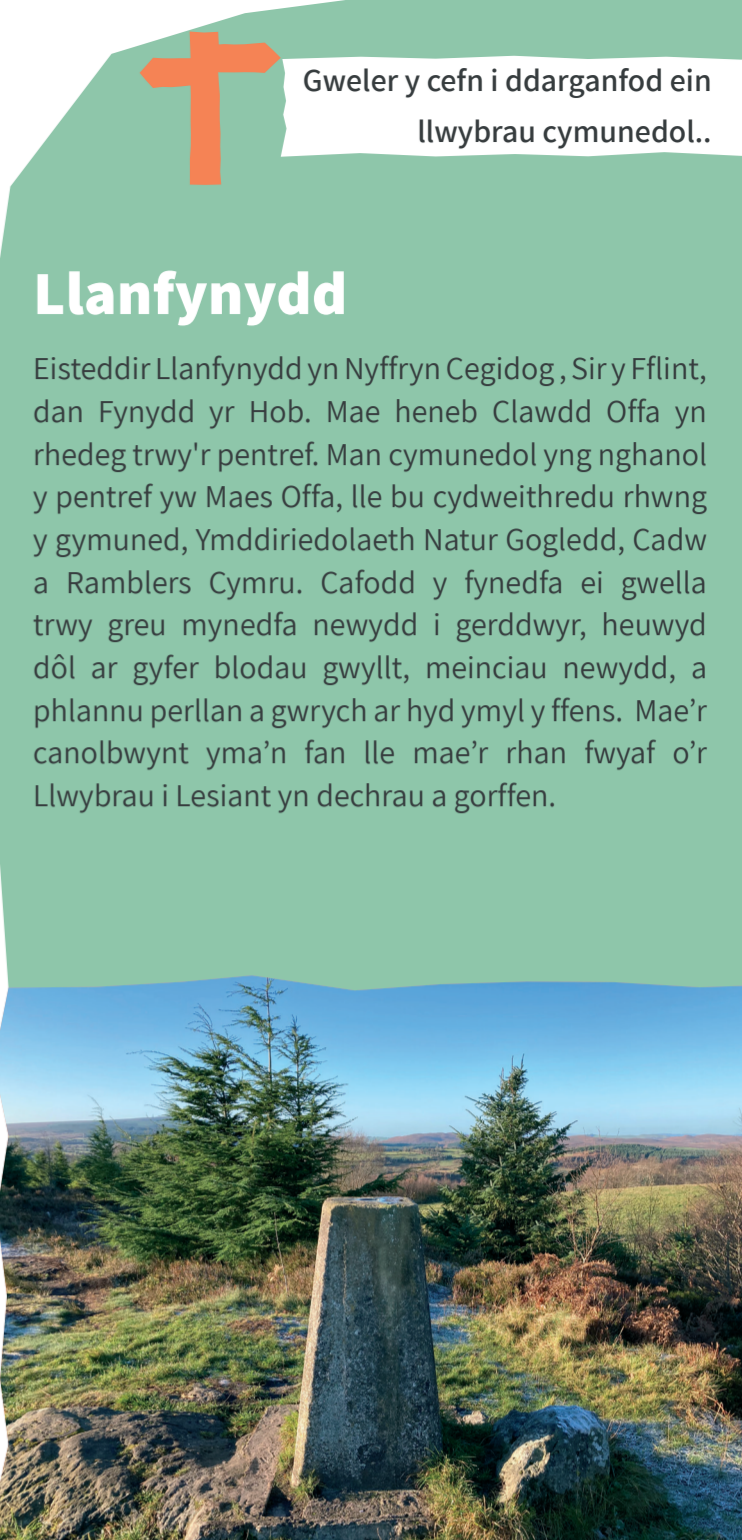 Gweler y cefn i ddarganfod ein
llwybrau cymunedol..
Llanfynydd
Eisteddir Llanfynydd yn Nyffryn Cegidog , Sir y Fflint,
dan Fynydd yr Hob. Mae heneb Clawdd Offa yn
rhedeg trwy'r pentref. Man cymunedol yng nghanol
y pentref yw Maes Offa, lle bu cydweithredu rhwng
y gymuned, Ymddiriedolaeth Natur Gogledd, Cadw
a Ramblers Cymru. Cafodd y fynedfa ei gwella
trwy greu mynedfa newydd i gerddwyr, heuwyd
dôl ar gyfer blodau gwyllt, meinciau newydd, a
phlannu perllan a gwrych ar hyd ymyl y ffens. Mae’r
canolbwynt yma’n fan lle mae’r rhan fwyaf o’r
Llwybrau i Lesiant yn dechrau a gorffen.